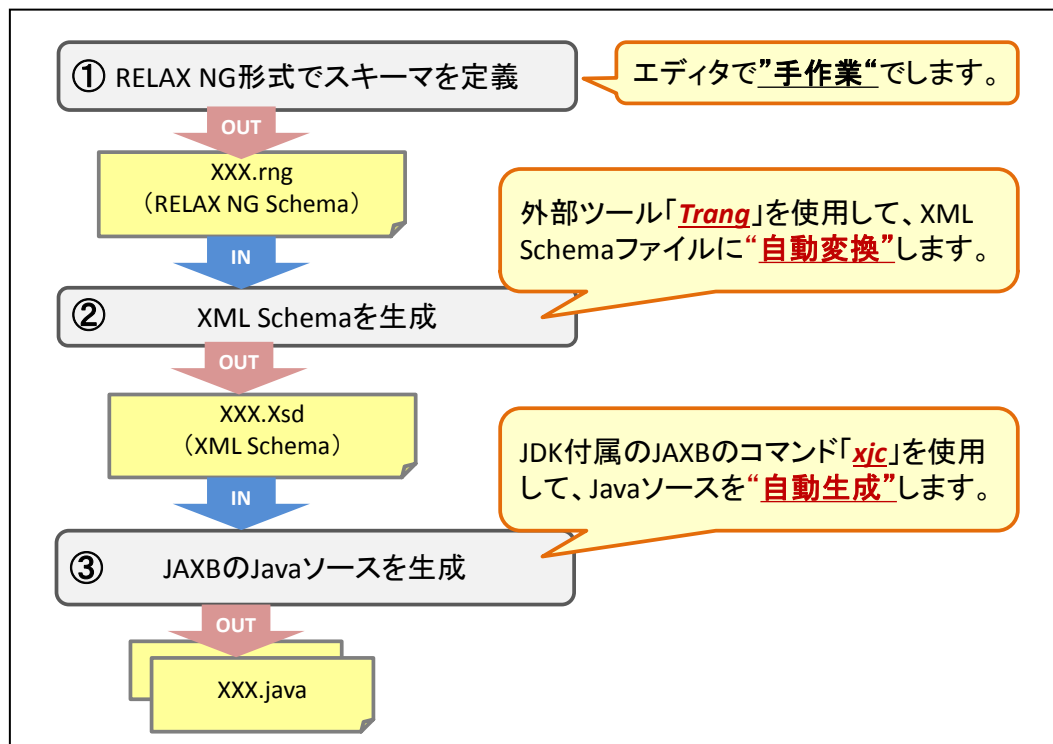 ① RELAX NG形式でスキーマを定義
エディタで”手作業“でします。
OUT
XXX.rng
（RELAX NG Schema）
外部ツール「Trang」を使用して、XML
Schemaファイルに“自動変換”します。
IN
② XML Schemaを生成
OUT
XXX.Xsd
（XML Schema）
JDK付属のJAXBのコマンド「xjc」を使用
して、Javaソースを“自動生成”します。
IN
③ JAXBのJavaソースを生成
OUT
XXX.java